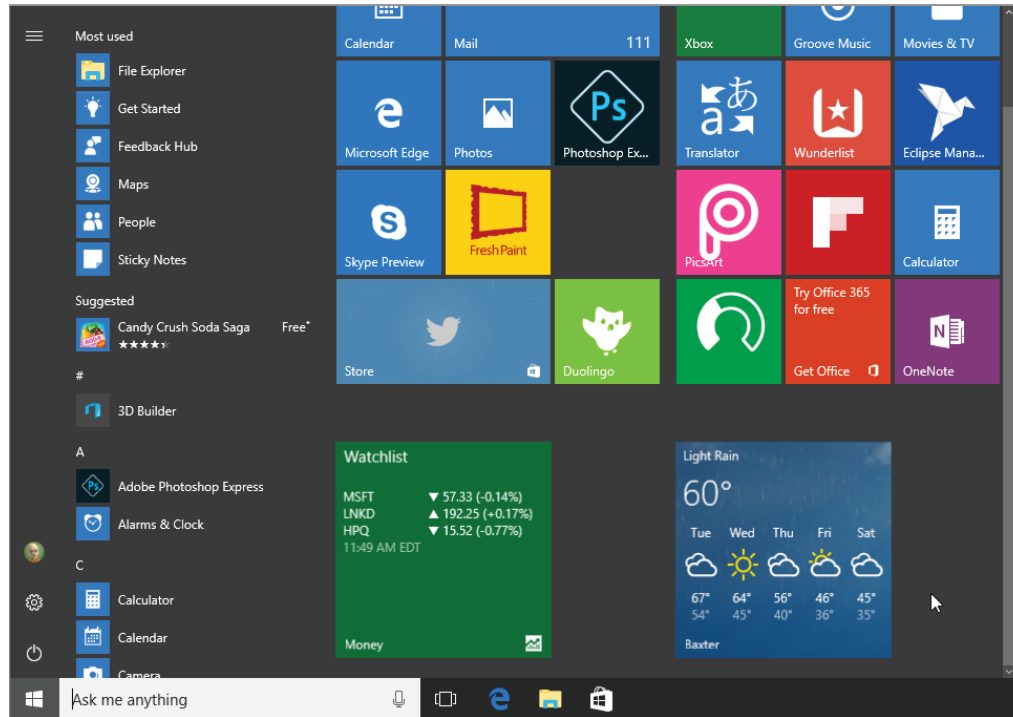 Most used
File Explorer
Get Started
Feedback Hub
Maps
People
Sticky Notes
Suggested
Candy Crush Soda Saga Free+
#
3D Builder
A
Adobe Photoshop Express
Alarms & Clock
C
Calculator
Calendar
Camera
Calendar
Mail 111
Xbox
Groove Music
Movies & TV
Microsoft Edge
Photos
Ps
Photoshop Ex...
あ
a
Translator
Wunderlist
Eclipse Mana...
Skype Preview
FreshPaint
PicsArt
Calculator
Store
Duolingo
Try Office 365
for free
Get Office
N
OneNote
Watchlist
MSFT ▼ 57.33 (-0.14%)
LNKD ▲ 192.25 (+0.17%)
HPQ ▼ 15.52 (-0.77%)
11:49 AM EDT
Money
Light Rain
60°
Tue Wed Thu Fri Sat
67° 64° 56° 46° 45°
54° 45° 40° 36° 35°
Baxter
Ask me anything